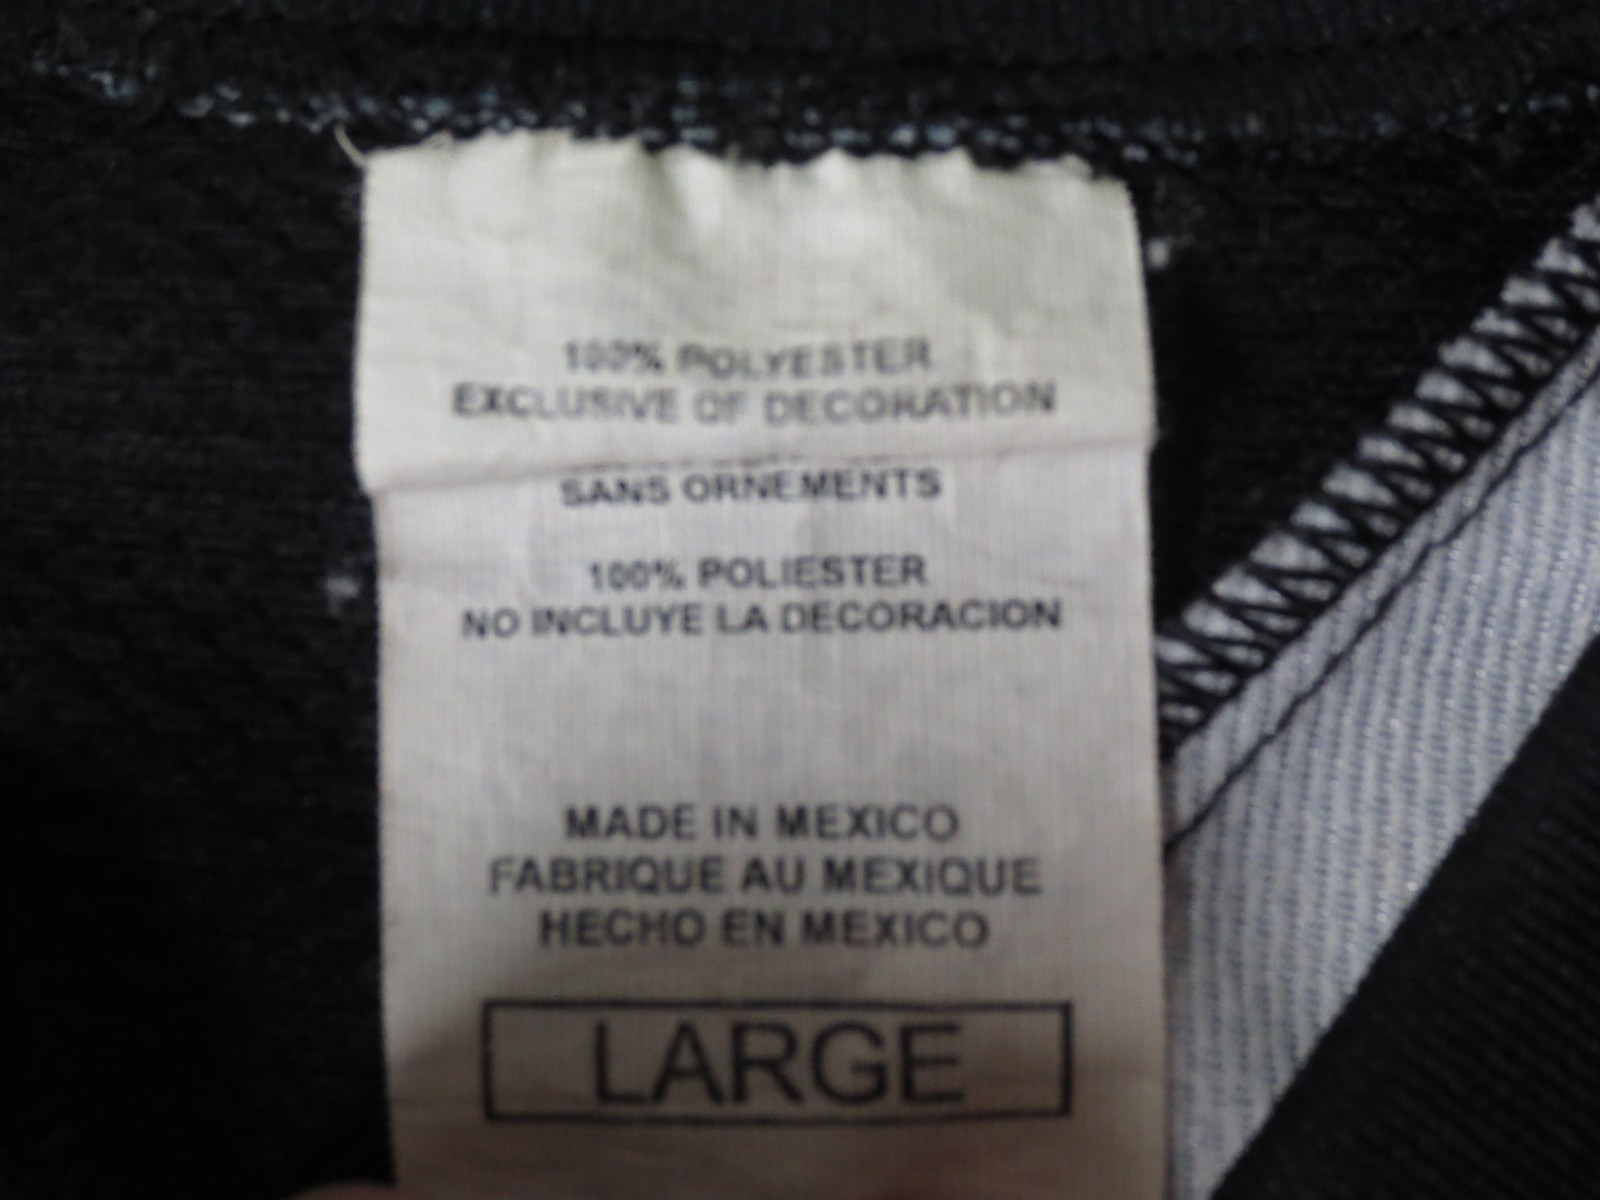 100% POLYESTER
EXCLUSIVE OF DECORATION
SANS ORNEMENTS
100% POLIESTER
NO INCLUYE LA DECORACION
MADE IN MEXICO
FABRIQUE AU MEXIQUE
HECHO EN MEXICO
LARGE